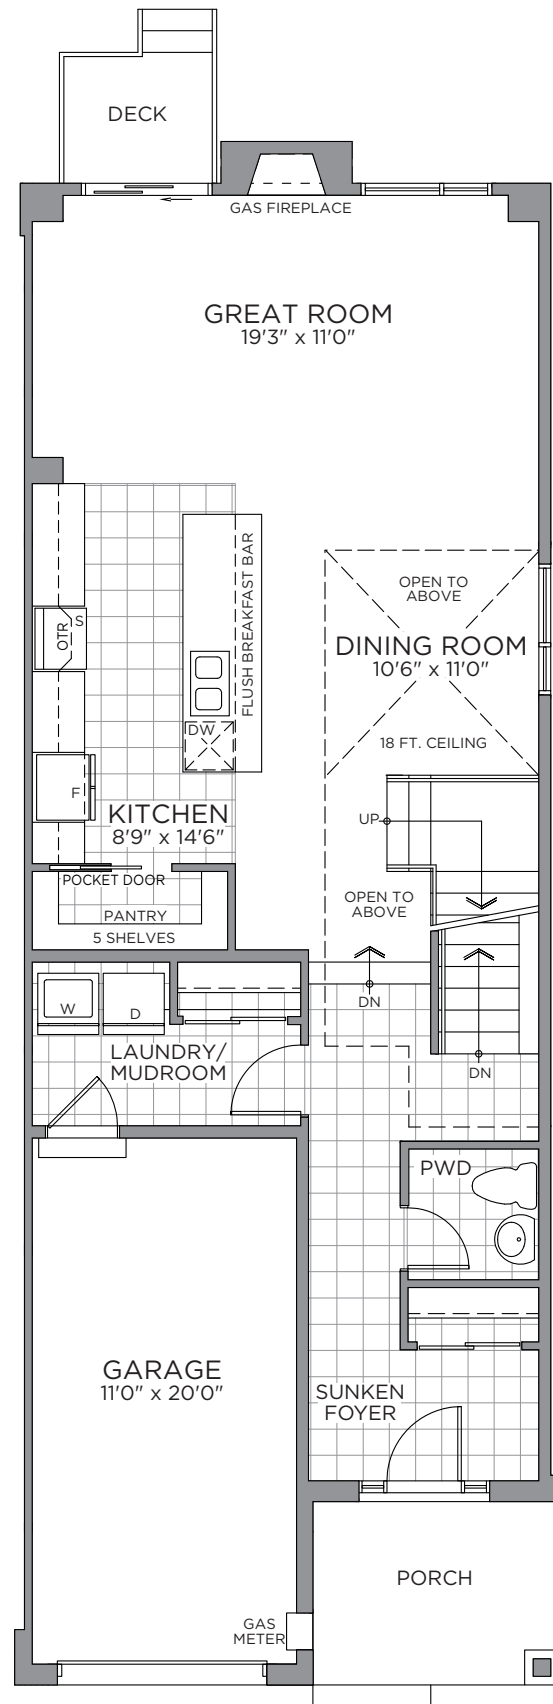 DECK
GAS FIREPLACE
GREAT ROOM
19'3" x 11'0"
OPEN TO
ABOVE
FLUSH BREAKFAST BAR
OTR
S
DINING ROOM
10'6" x 11'0"
DW
18 FT. CEILING
F
KITCHEN
8'9" x 14'6"
UP
POCKET DOOR
PANTRY
5 SHELVES
OPEN TO
ABOVE
DN
W
D
LAUNDRY/
MUDROOM
DN
PWD
GARAGE
11'0" x 20'0"
SUNKEN
FOYER
PORCH
GAS
METER